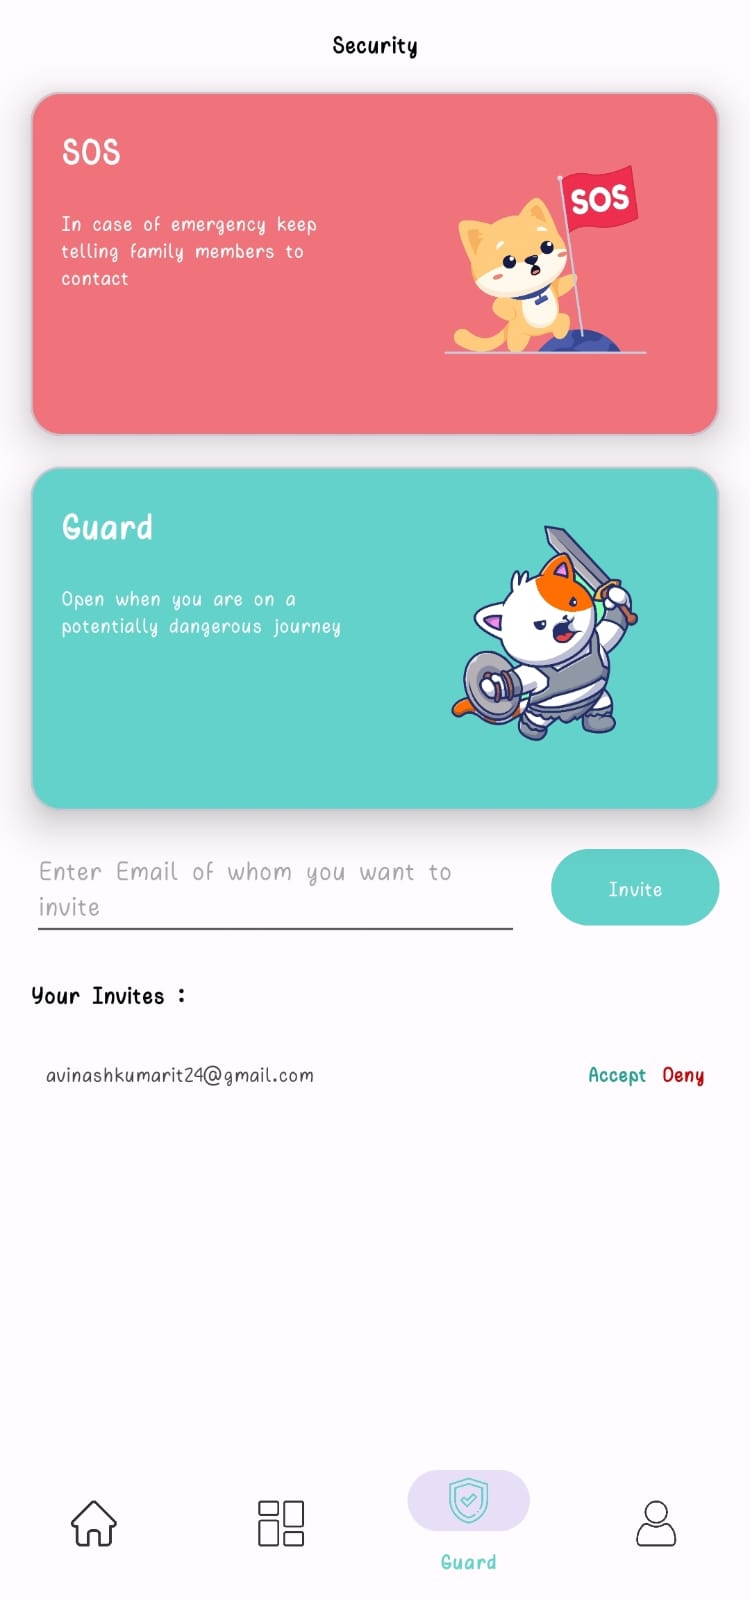 Security
SOS
In case of emergency keep
telling family members to
contact
SOS
Guard
Open when you are on a
potentially dangerous journey
Enter Email of whom you want to
invite
Invite
Your Invites :
avinashkumarit24@gmail.com Accept Deny
Guard